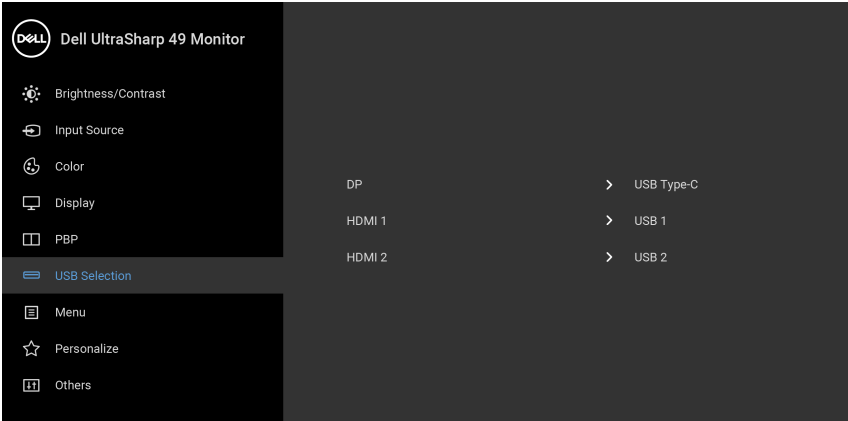 DELL Dell UltraSharp 49 Monitor
Brightness/Contrast
Input Source
Color
Display
PBP
USB Selection
Menu
Personalize
Others
DP USB Type-C
HDMI 1 USB 1
HDMI 2 USB 2